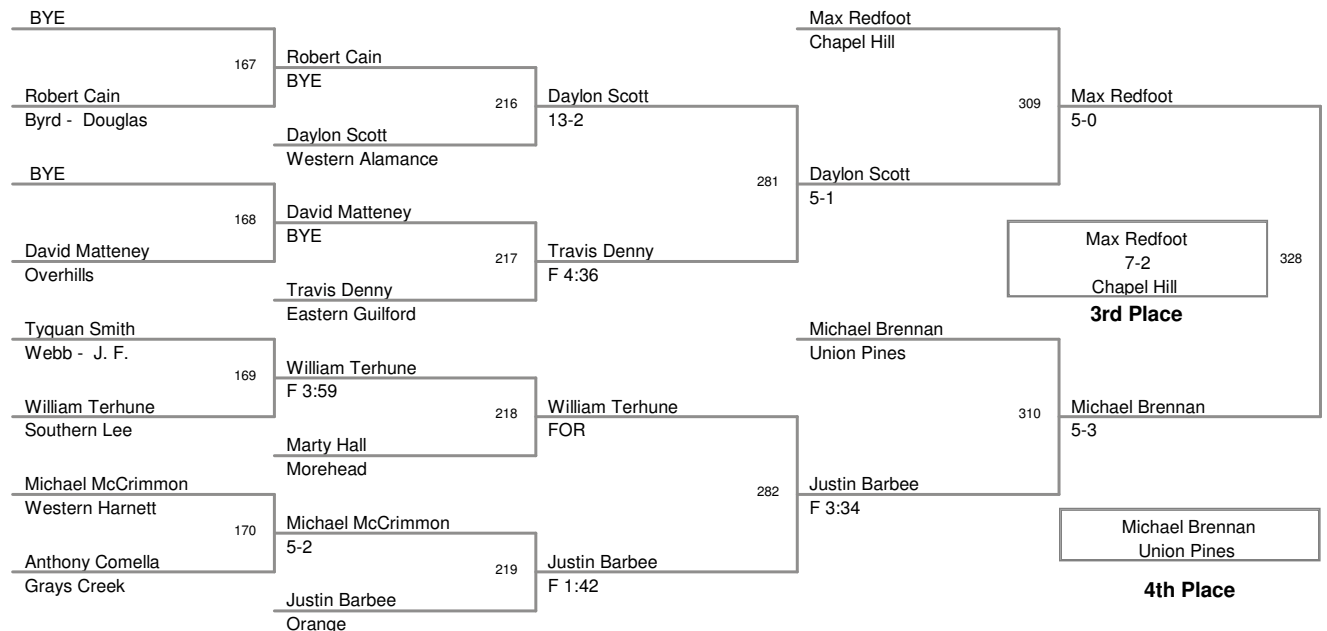 BYE
167
Robert Cain
Byrd - Douglas
Robert Cain
BYE
216
Daylon Scott
Western Alamance
BYE
168
David Matteney
Overhills
David Matteney
BYE
217
Travis Denny
Eastern Guilford
Tyquan Smith
Webb - J. F.
169
William Terhune
Southern Lee
William Terhune
F 3:59
218
Marty Hall
Morehead
Michael McCrimmon
Western Harnett
170
Anthony Comella
Grays Creek
Michael McCrimmon
5-2
219
Justin Barbee
Orange
Daylon Scott
13-2
281
Travis Denny
F 4:36
William Terhune
FOR
282
Justin Barbee
F 1:42
Max Redfoot
Chapel Hill
309
Daylon Scott
5-1
Michael Brennan
Union Pines
310
Justin Barbee
F 3:34
Max Redfoot
5-0
328
Michael Brennan
5-3
Max Redfoot
7-2
Chapel Hill
3rd Place
Michael Brennan
Union Pines
4th Place